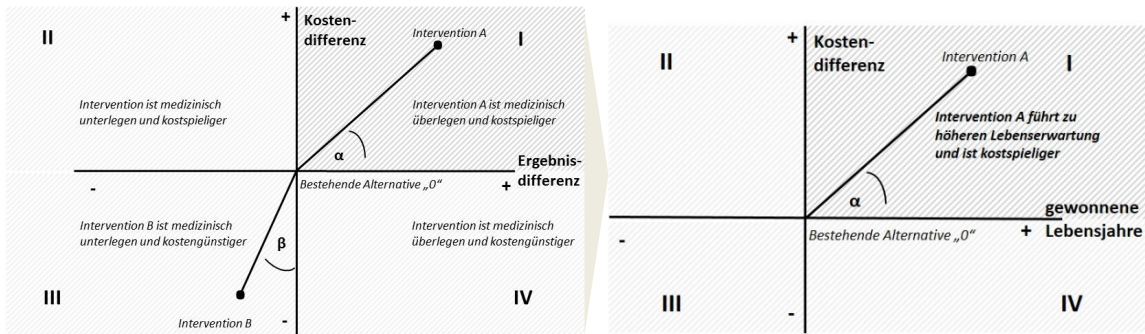 II
+
Kosten-
differenz
Intervention A
I
Intervention ist medizinisch
unterlegen und kostspieliger
Intervention A ist medizinisch
überlegen und kostspieliger
α
Ergebnis-
differenz
-
Bestehende Alternative „0"
+
Intervention B ist medizinisch
unterlegen und kostengünstiger
Intervention ist medizinisch
überlegen und kostengünstiger
β
III
IV
Intervention B
-
II
+
Kosten-
differenz
Intervention A
I
Intervention A führt zu
höheren Lebenserwartung
und ist kostspieliger
α
gewonnene
-
Bestehende Alternative „0"
+ Lebensjahre
III
IV
-